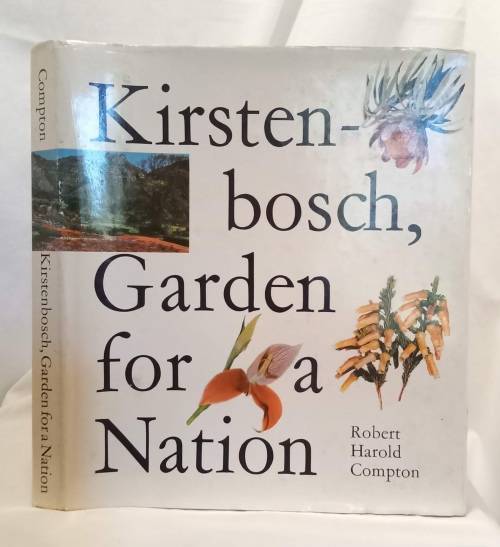 Compton
Kirstenbosch, Garden for a Nation
Kirsten-
bosch,
Garden
for a
Nation
Robert
Harold
Compton